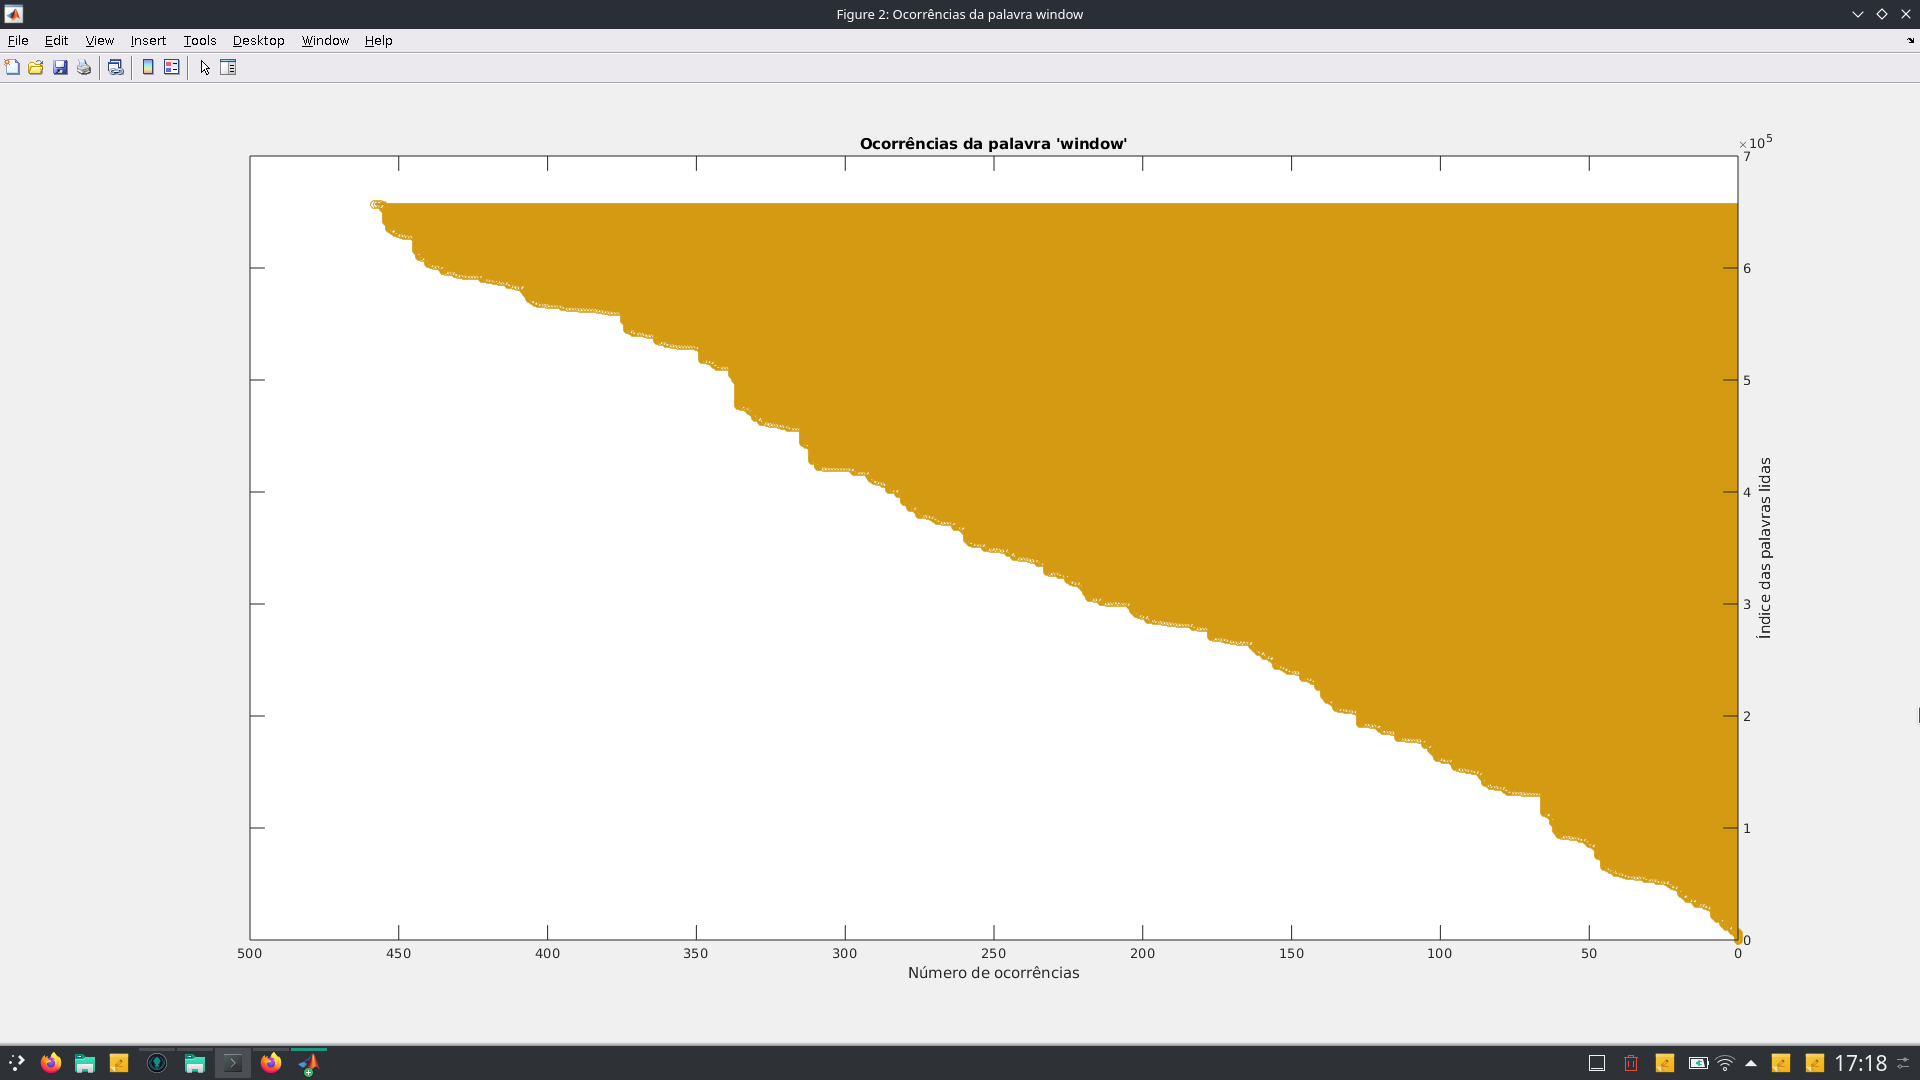 Figure 2: Ocorrências da palavra window
File Edit View Insert Tools Desktop Window Help
Ocorrências da palavra 'window'
×10^5
7
6
5
4
3
2
1
0
Índice das palavras lidas
500 450 400 350 300 250 200 150 100 50 0
Número de ocorrências
17:18